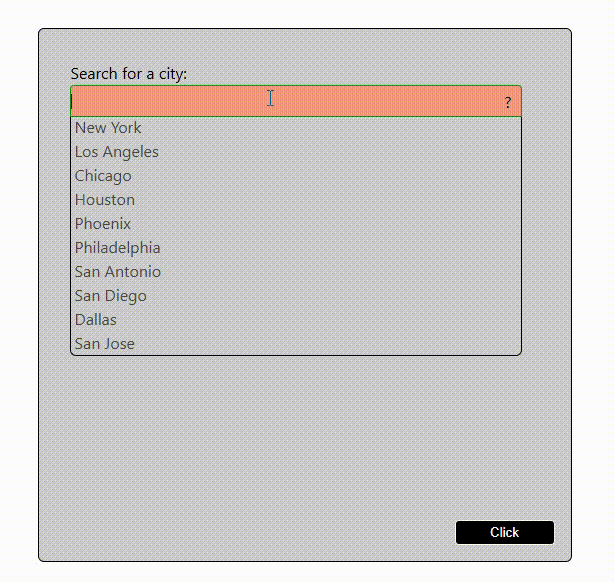 Search for a city:
?
New York
Los Angeles
Chicago
Houston
Phoenix
Philadelphia
San Antonio
San Diego
Dallas
San Jose
Click